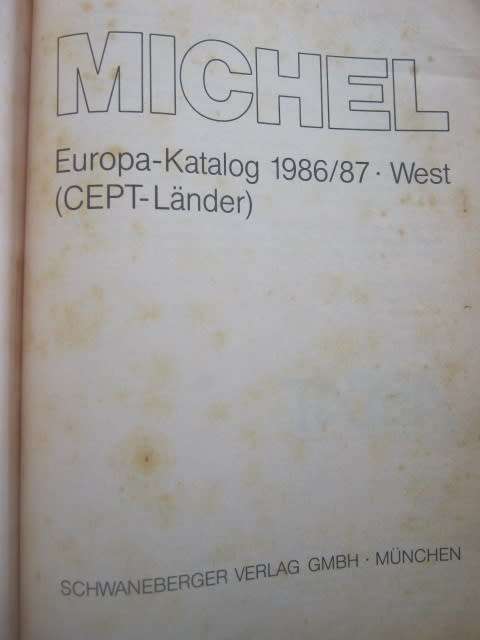 MICHEL
Europa-Katalog 1986/87 · West
(CEPT-Länder)
SCHWANEBERGER VERLAG GMBH · MÜNCHEN